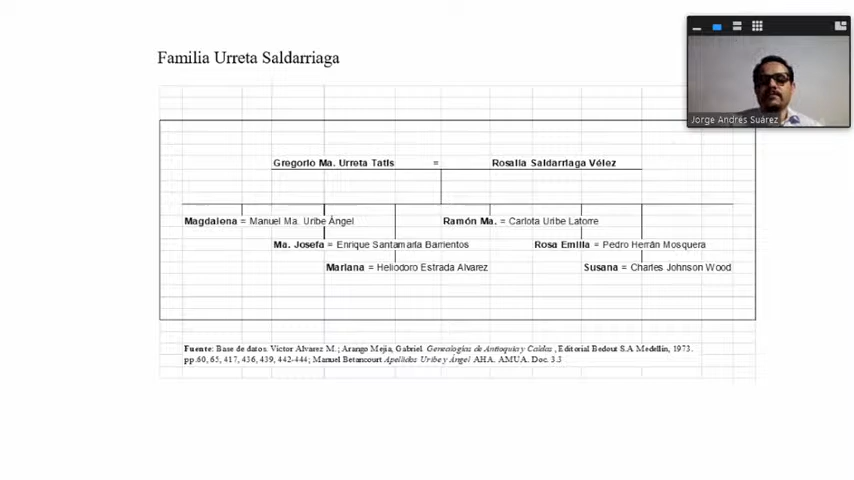 Familia Urreta Saldarriaga
Jorge Andrés Suárez
Gregorio Ma. Urreta Tatis = Rosalia Saldarriaga Vélez
Magdalena = Manuel Ma. Uribe Ángel Ramón Ma. = Carlota Uribe Latorre
Ma. Josefa = Enrique Santamaría Barrientos Rosa Emilia = Pedro Herrán Mosquera
Mariana = Heliodoro Estrada Alvarez Susana = Charles Johnson Wood
Fuente: Base de datos. Victor Alvarez M.; Arango Mejia, Gabriel. Genealogías de Antioquia y Caldas , Editorial Bedout S.A Medellín, 1973.
pp.60, 65, 417, 436, 439, 442-444; Manuel Betancourt Apellidos Uribe y Ángel AHA. AMUA. Doc. 3.3